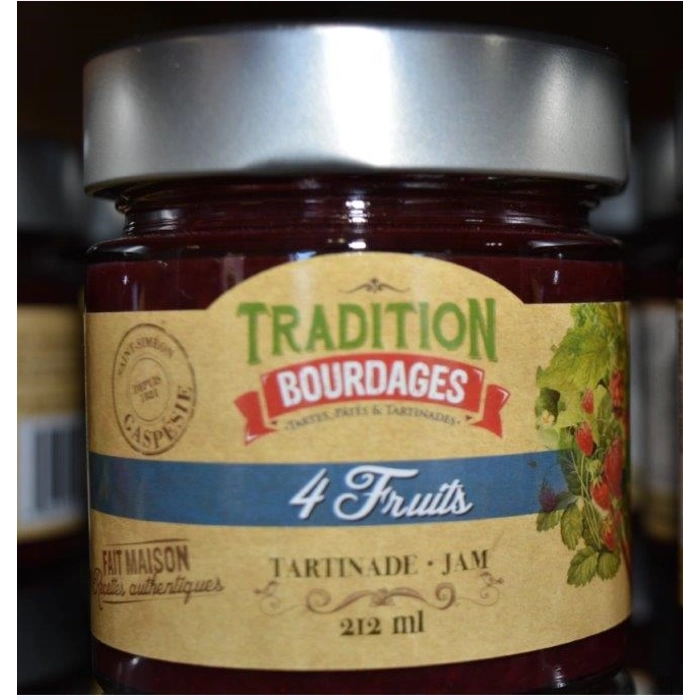 TRADITION
BOURDAGES
TARTES, PÂTÉS & TARTINADES
SAINT-SIMÉON
DEPUIS
1821
GASPÉSIE
4 Fruits
FAIT MAISON
Recettes authentiques
TARTINADE • JAM
212 ml